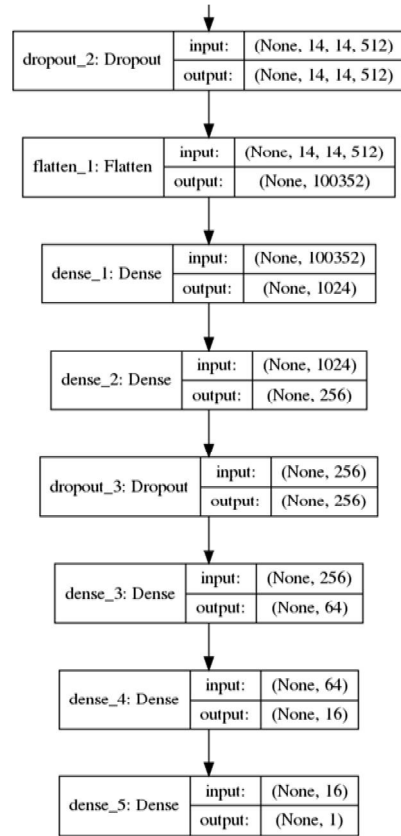 dropout_2: Dropout
input: (None, 14, 14, 512)
output: (None, 14, 14, 512)
flatten_1: Flatten
input: (None, 14, 14, 512)
output: (None, 100352)
dense_1: Dense
input: (None, 100352)
output: (None, 1024)
dense_2: Dense
input: (None, 1024)
output: (None, 256)
dropout_3: Dropout
input: (None, 256)
output: (None, 256)
dense_3: Dense
input: (None, 256)
output: (None, 64)
dense_4: Dense
input: (None, 64)
output: (None, 16)
dense_5: Dense
input: (None, 16)
output: (None, 1)